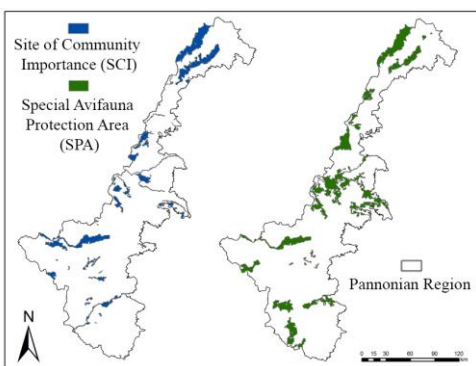 Site of Community
Importance (SCI)
Special Avifauna
Protection Area
(SPA)
Pannonian Region
N
0 15 30 60 90 120